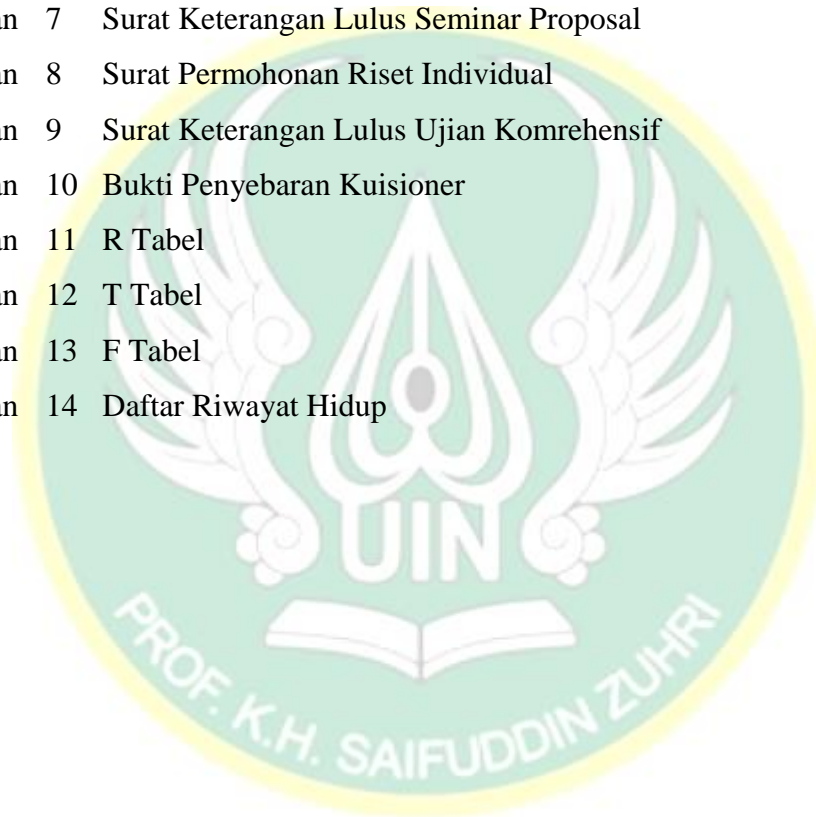 an 7 Surat Keterangan Lulus Seminar Proposal
an 8 Surat Permohonan Riset Individual
an 9 Surat Keterangan Lulus Ujian Komrehensif
an 10 Bukti Penyebaran Kuisioner
an 11 R Tabel
an 12 T Tabel
an 13 F Tabel
an 14 Daftar Riwayat Hidup
UIN
PROF. K.H. SAIFUDDIN ZUHRI